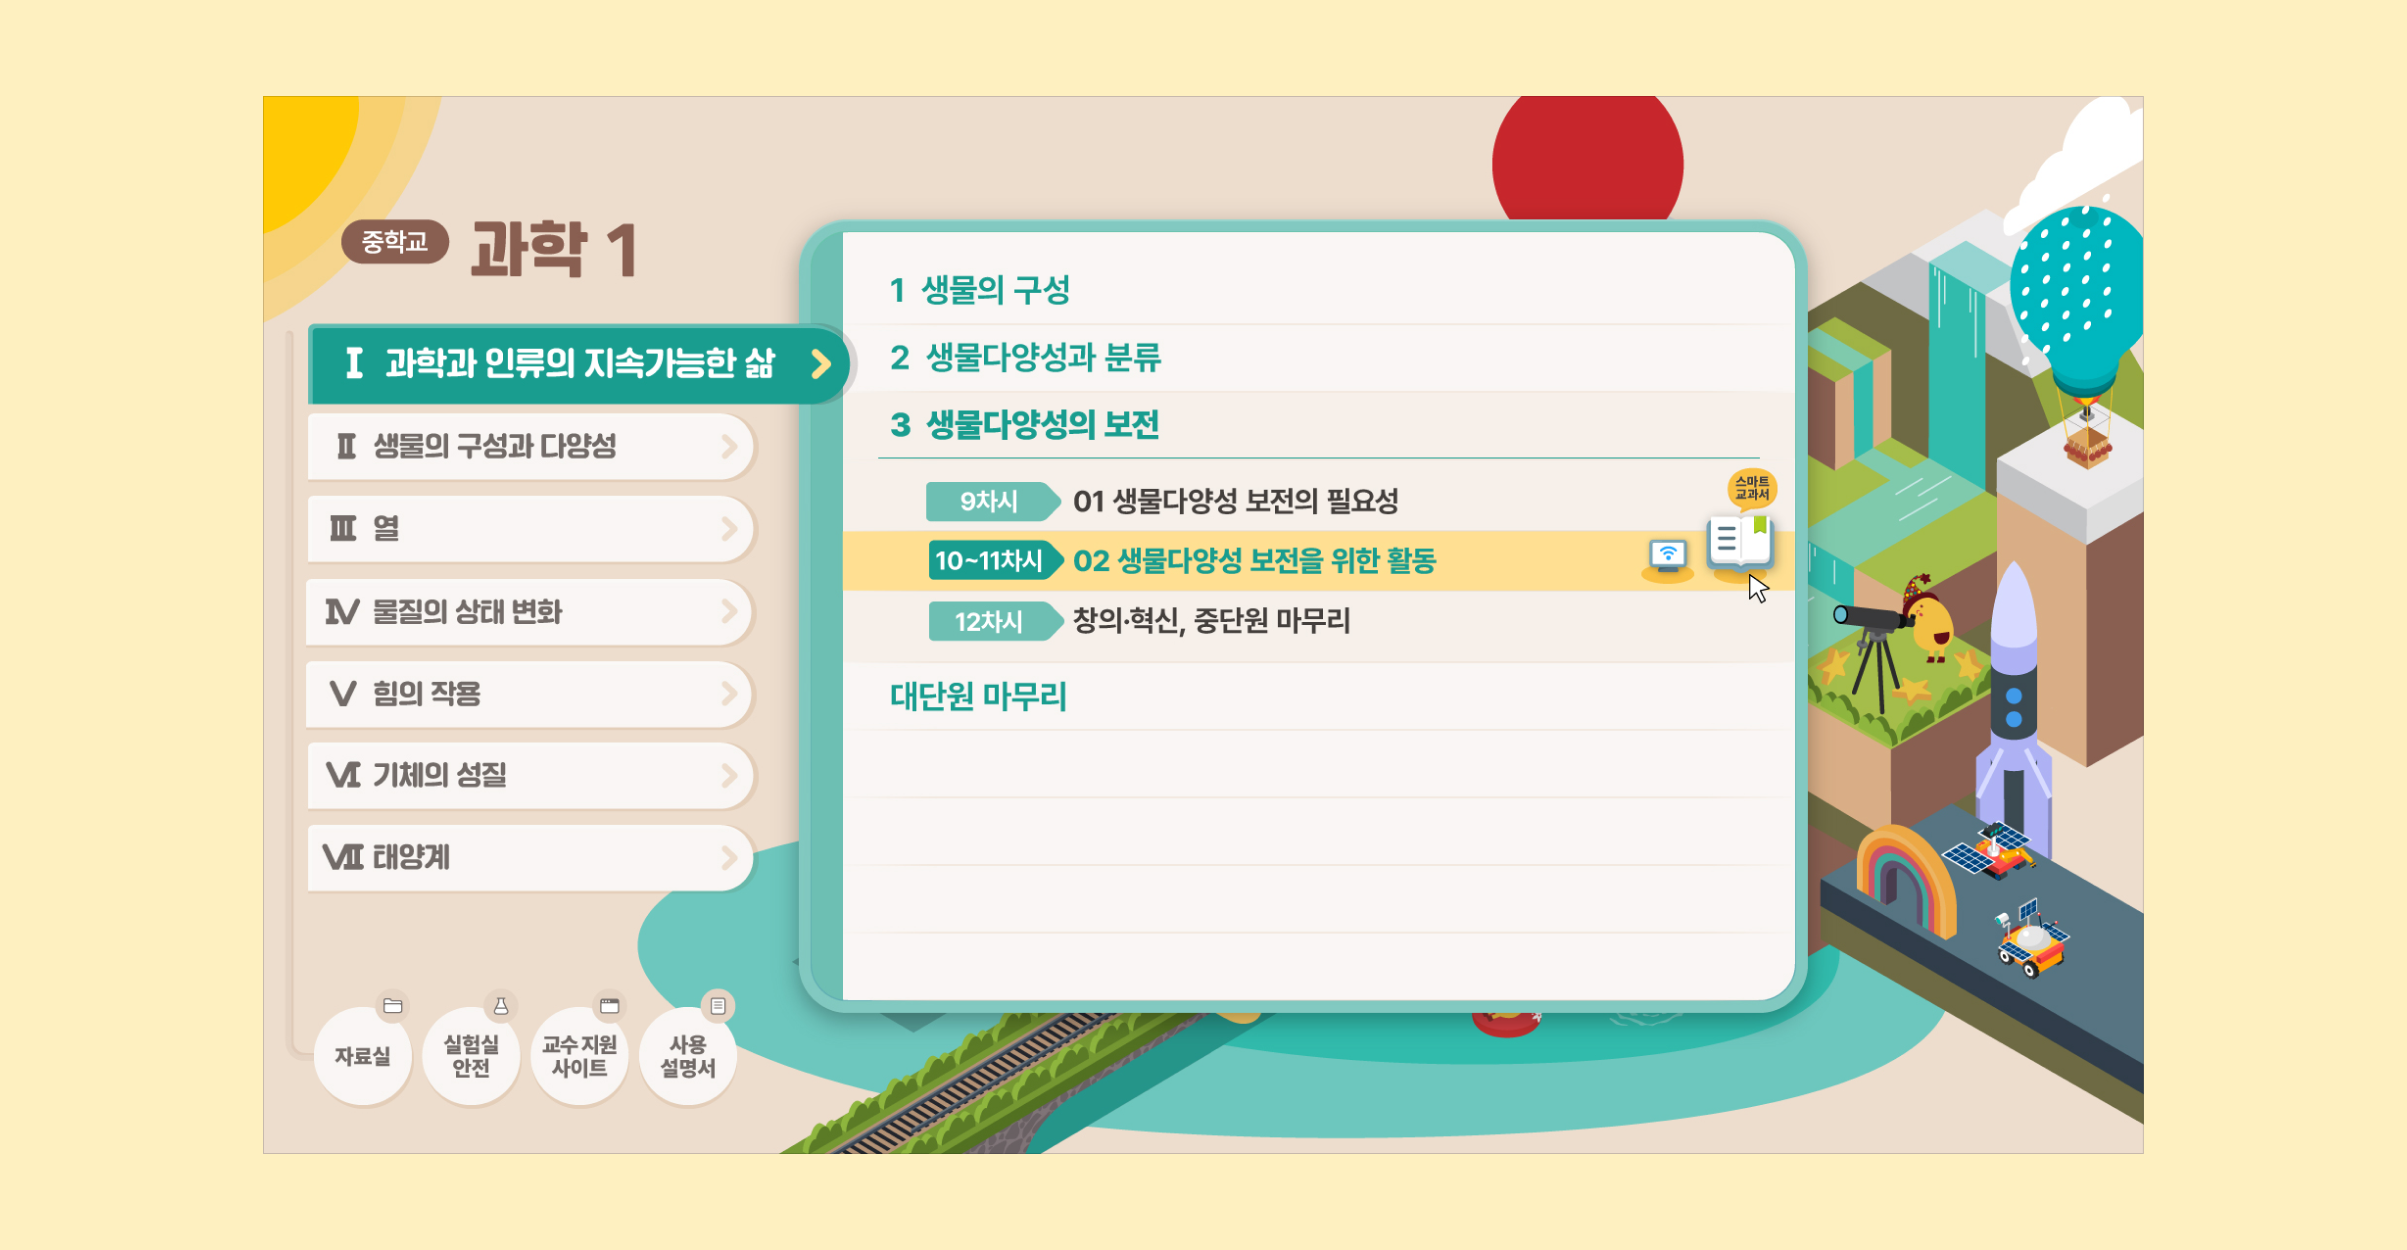 중학교 과학 1
Ⅰ 과학과 인류의 지속가능한 삶
Ⅱ 생물의 구성과 다양성
Ⅲ 열
Ⅳ 물질의 상태 변화
Ⅴ 힘의 작용
Ⅵ 기체의 성질
Ⅶ 태양계
자료실
실험실
안전
교수 지원
사이트
사용
설명서
1 생물의 구성
2 생물다양성과 분류
3 생물다양성의 보전
9차시 01 생물다양성 보전의 필요성
스마트
교과서
10~11차시 02 생물다양성 보전을 위한 활동
12차시 창의·혁신, 중단원 마무리
대단원 마무리